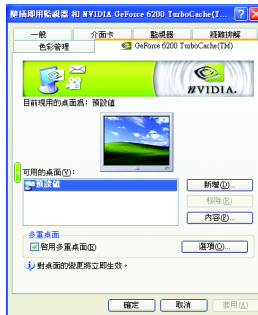 隨插即用監視器 和 NVIDIA GeForce 6200 TurboCache(T...
一般 介面卡 監視器 疑難排解
色彩管理 GeForce 6200 TurboCache(TM)
NVIDIA.
目前現用的桌面為: 預設值
可用的桌面(Y):
預設值
新增(D)...
移除(R)
內容(P)...
多重桌面
啓用多重桌面(E)
選項(O)...
對桌面的變更將立即生效。
確定 取消 套用(A)